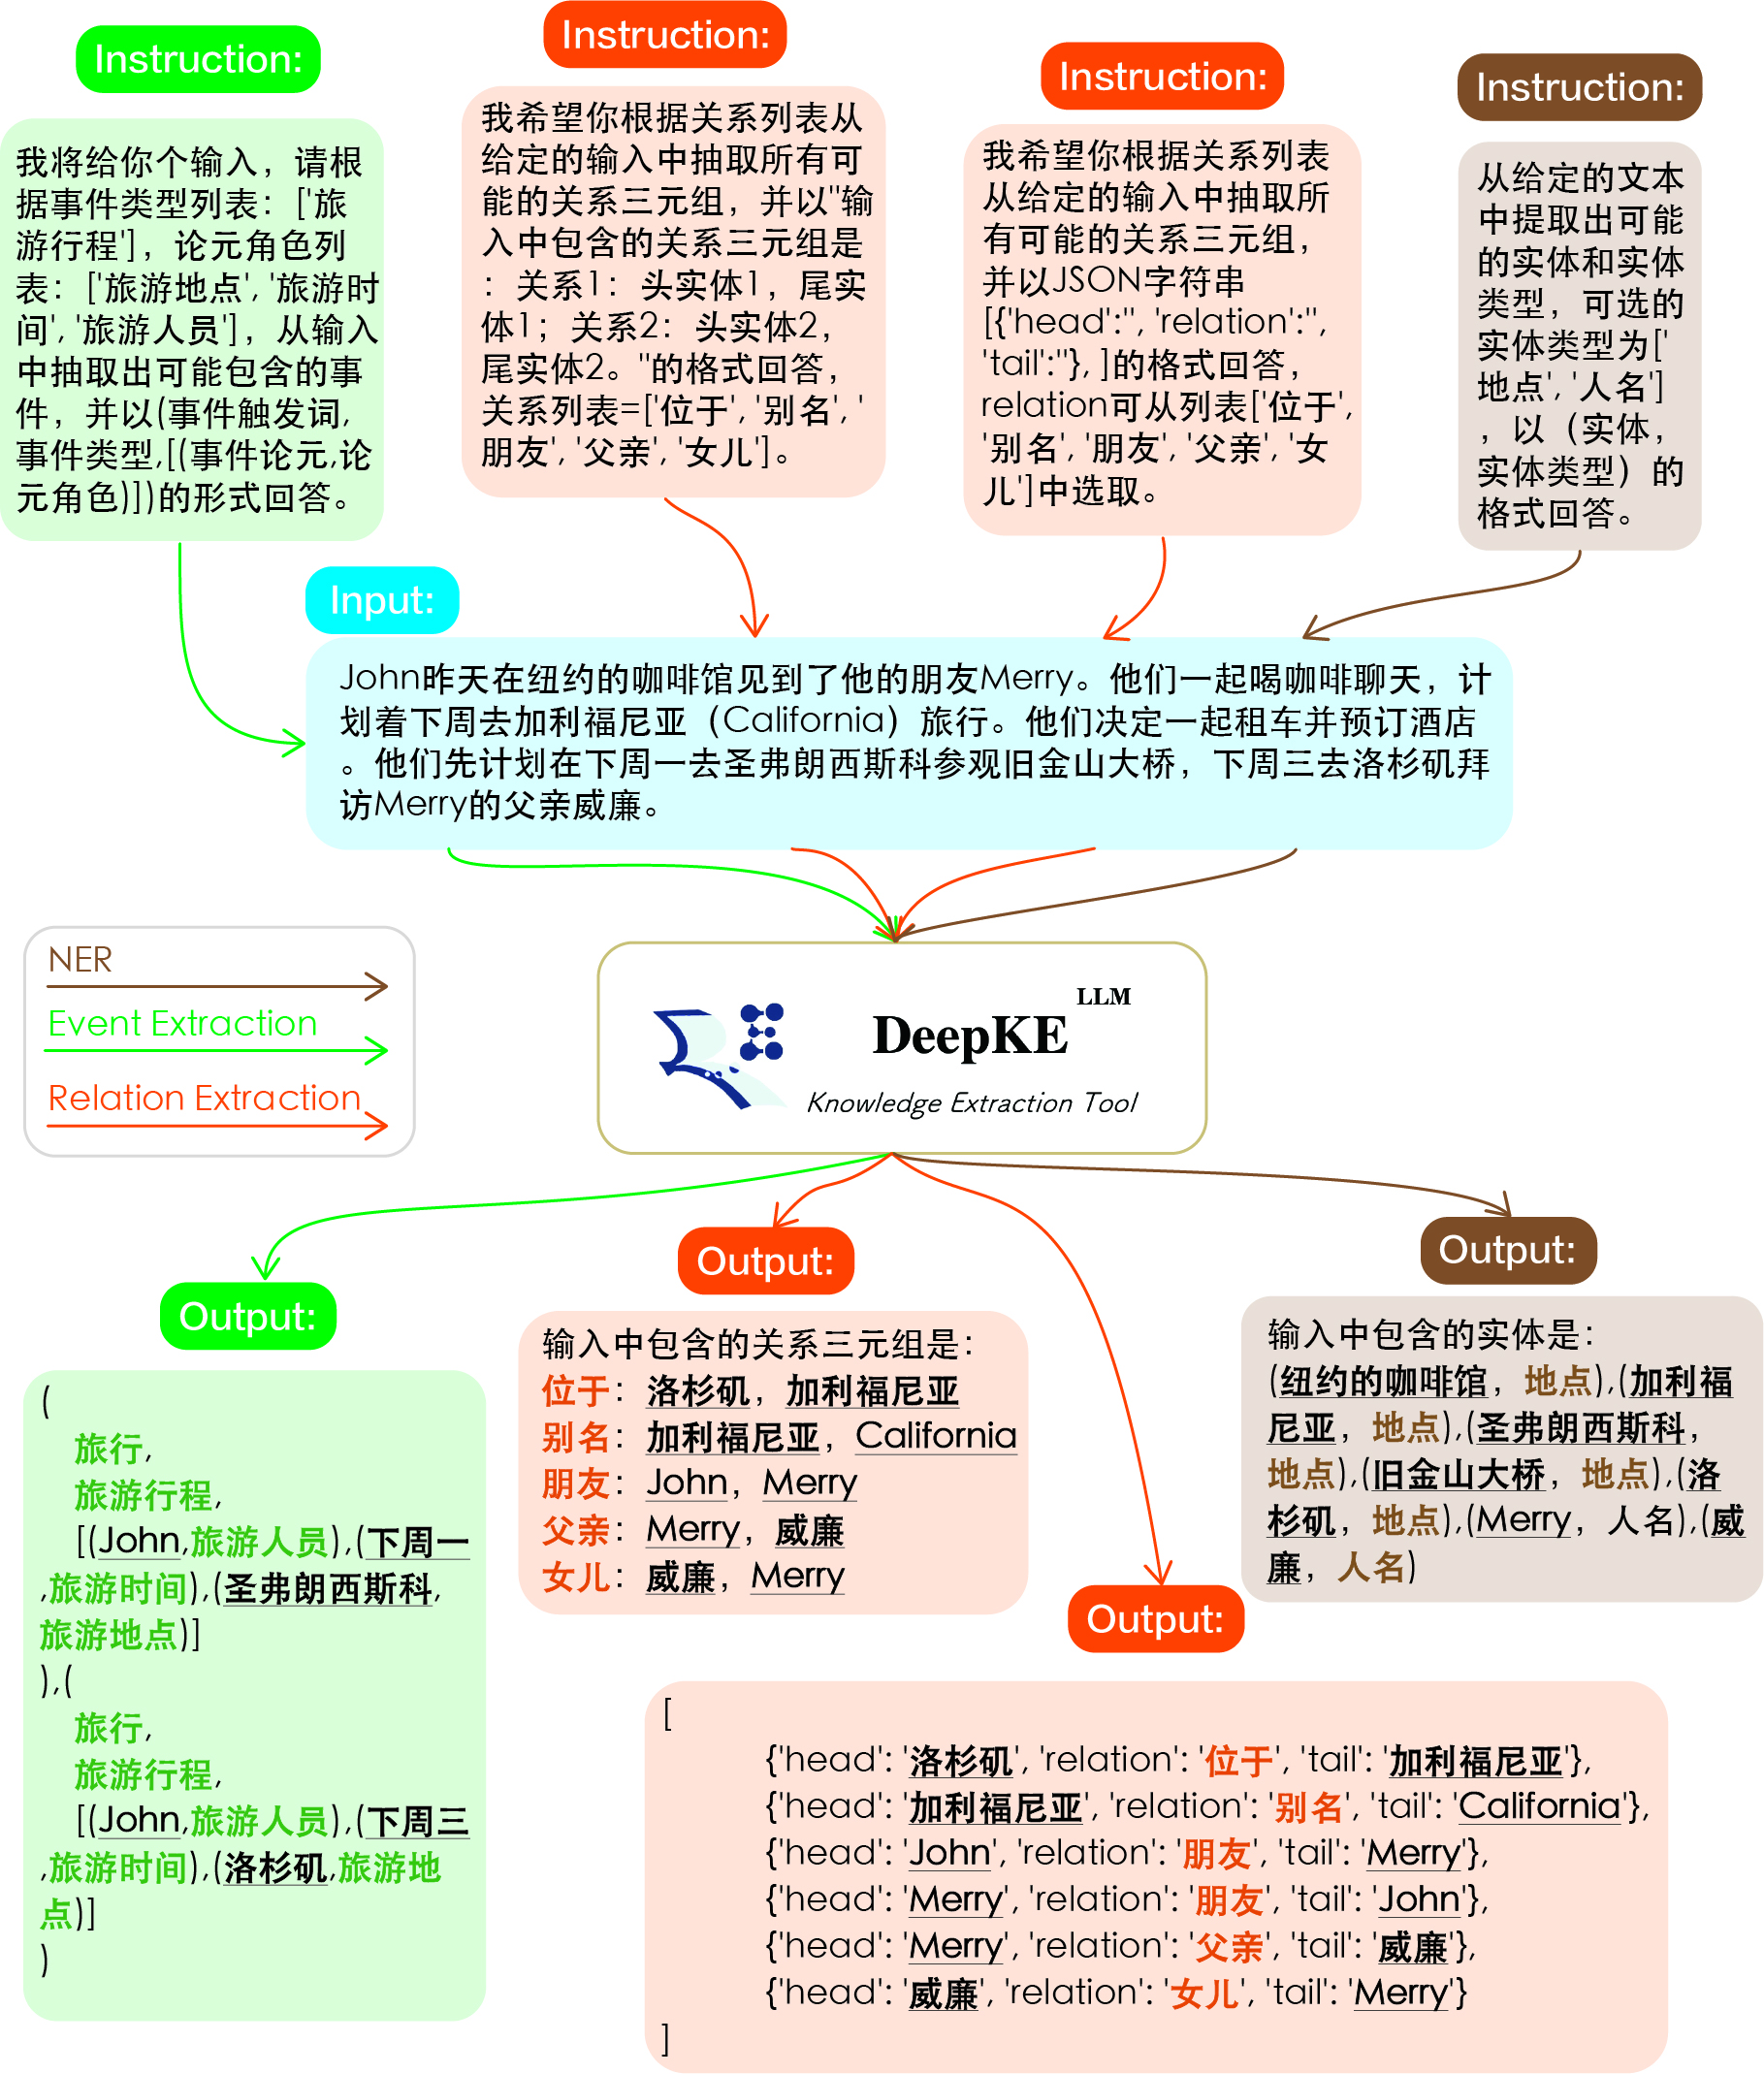 Instruction:
我将给你个输入，请根
据事件类型列表：['旅
游行程']，论元角色列
表：['旅游地点', '旅游时
间', '旅游人员']，从输入
中抽取出可能包含的事
件，并以(事件触发词,
事件类型,[(事件论元,论
元角色)])的形式回答。
Instruction:
我希望你根据关系列表从
给定的输入中抽取所有可
能的关系三元组，并以"输
入中包含的关系三元组是
：关系1：头实体1，尾实
体1；关系2：头实体2，
尾实体2。"的格式回答，
关系列表=['位于', '别名', '
朋友', '父亲', '女儿']。
Instruction:
我希望你根据关系列表
从给定的输入中抽取所
有可能的关系三元组，
并以JSON字符串
[{'head':'', 'relation':'',
'tail':''}, ]的格式回答，
relation可从列表['位于',
'别名', '朋友', '父亲', '女
儿']中选取。
Instruction:
从给定的文本
中提取出可能
的实体和实体
类型，可选的
实体类型为['
地点', '人名']
，以（实体，
实体类型）的
格式回答。
Input:
John昨天在纽约的咖啡馆见到了他的朋友Merry。他们一起喝咖啡聊天，计
划着下周去加利福尼亚（California）旅行。他们决定一起租车并预订酒店
。他们先计划在下周一去圣弗朗西斯科参观旧金山大桥，下周三去洛杉矶拜
访Merry的父亲威廉。
NER
Event Extraction
Relation Extraction
LLM
DeepKE
Knowledge Extraction Tool
Output:
(
旅行,
旅游行程,
[(John,旅游人员),(下周一
,旅游时间),(圣弗朗西斯科,
旅游地点)]
),(
旅行,
旅游行程,
[(John,旅游人员),(下周三
,旅游时间),(洛杉矶,旅游地
点)]
)
Output:
输入中包含的关系三元组是：
位于：洛杉矶，加利福尼亚
别名：加利福尼亚，California
朋友：John，Merry
父亲：Merry，威廉
女儿：威廉，Merry
Output:
[
{'head': '洛杉矶', 'relation': '位于', 'tail': '加利福尼亚'},
{'head': '加利福尼亚', 'relation': '别名', 'tail': 'California'},
{'head': 'John', 'relation': '朋友', 'tail': 'Merry'},
{'head': 'Merry', 'relation': '朋友', 'tail': 'John'},
{'head': 'Merry', 'relation': '父亲', 'tail': '威廉'},
{'head': '威廉', 'relation': '女儿', 'tail': 'Merry'}
]
Output:
输入中包含的实体是：
(纽约的咖啡馆，地点),(加利福
尼亚，地点),(圣弗朗西斯科，
地点),(旧金山大桥，地点),(洛
杉矶，地点),(Merry，人名),(威
廉，人名)